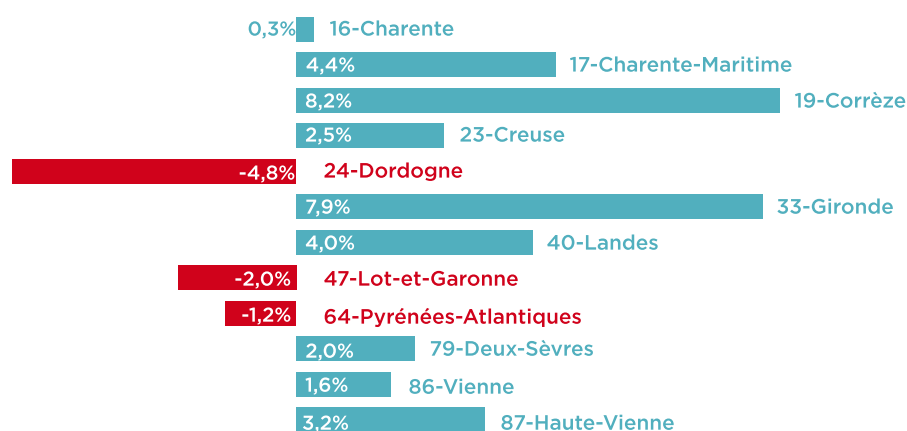 0,3% 16-Charente
4,4% 17-Charente-Maritime
8,2% 19-Corrèze
2,5% 23-Creuse
-4,8% 24-Dordogne
7,9% 33-Gironde
4,0% 40-Landes
-2,0% 47-Lot-et-Garonne
-1,2% 64-Pyrénées-Atlantiques
2,0% 79-Deux-Sèvres
1,6% 86-Vienne
3,2% 87-Haute-Vienne